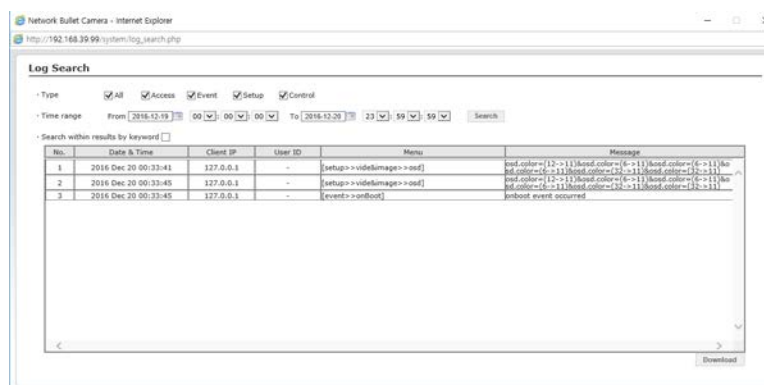 Network Bullet Camera - Internet Explorer
http://192.168.39.99/system/log_search.php
Log Search
· Type All Access Event Setup Control
· Time range From 2016-12-19 00 : 00 : 00 To 2016-12-20 23 : 59 : 59 Search
· Search within results by keyword
No. Date & Time Client IP User ID Menu Message
1 2016 Dec 20 00:33:41 127.0.0.1 - [setup>>vide&image>>osd] osd.color=(12->11)&osd.color=(6->11)&osd.color=(6->11)&o
sd.color=(6->11)&osd.color=(32->11)&osd.color=(32->11)
2 2016 Dec 20 00:33:45 127.0.0.1 - [setup>>vide&image>>osd] osd.color=(12->11)&osd.color=(6->11)&osd.color=(6->11)&o
sd.color=(6->11)&osd.color=(32->11)&osd.color=(32->11)
3 2016 Dec 20 00:33:45 127.0.0.1 - [event>>onBoot] onboot event occurred
Download